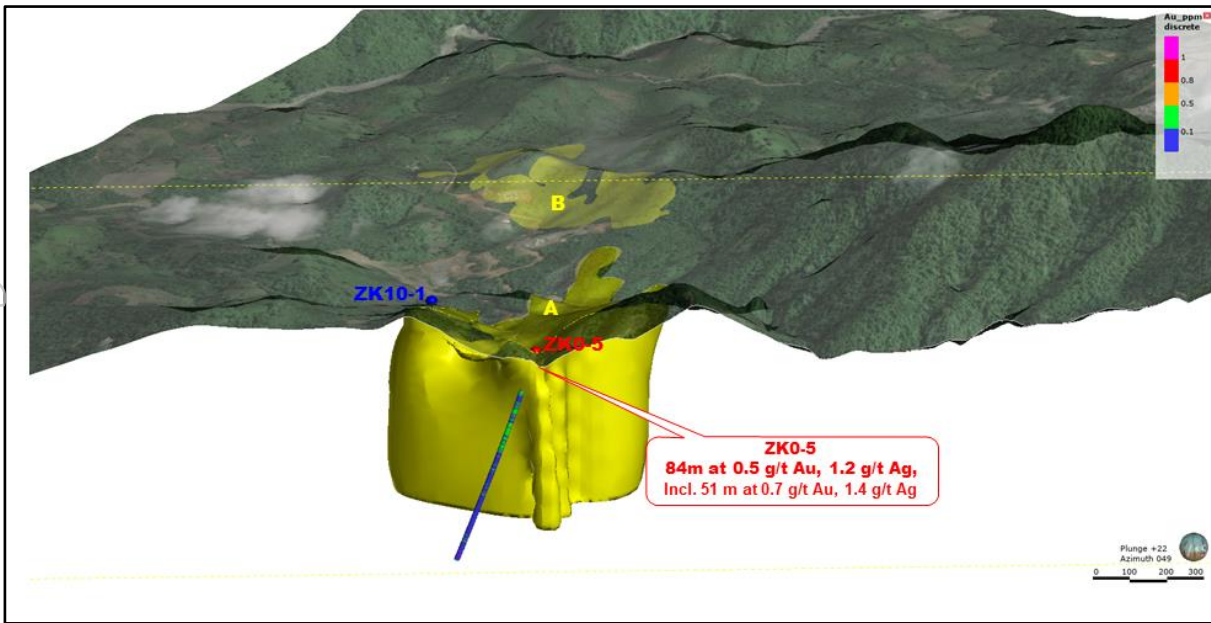 Au_ppm
discrete
1
0.8
0.5
0.1
B
ZK10-1
A
ZK0-5
ZK0-5
84m at 0.5 g/t Au, 1.2 g/t Ag,
Incl. 51 m at 0.7 g/t Au, 1.4 g/t Ag
Plunge +22
Azimuth 049
0 100 200 300